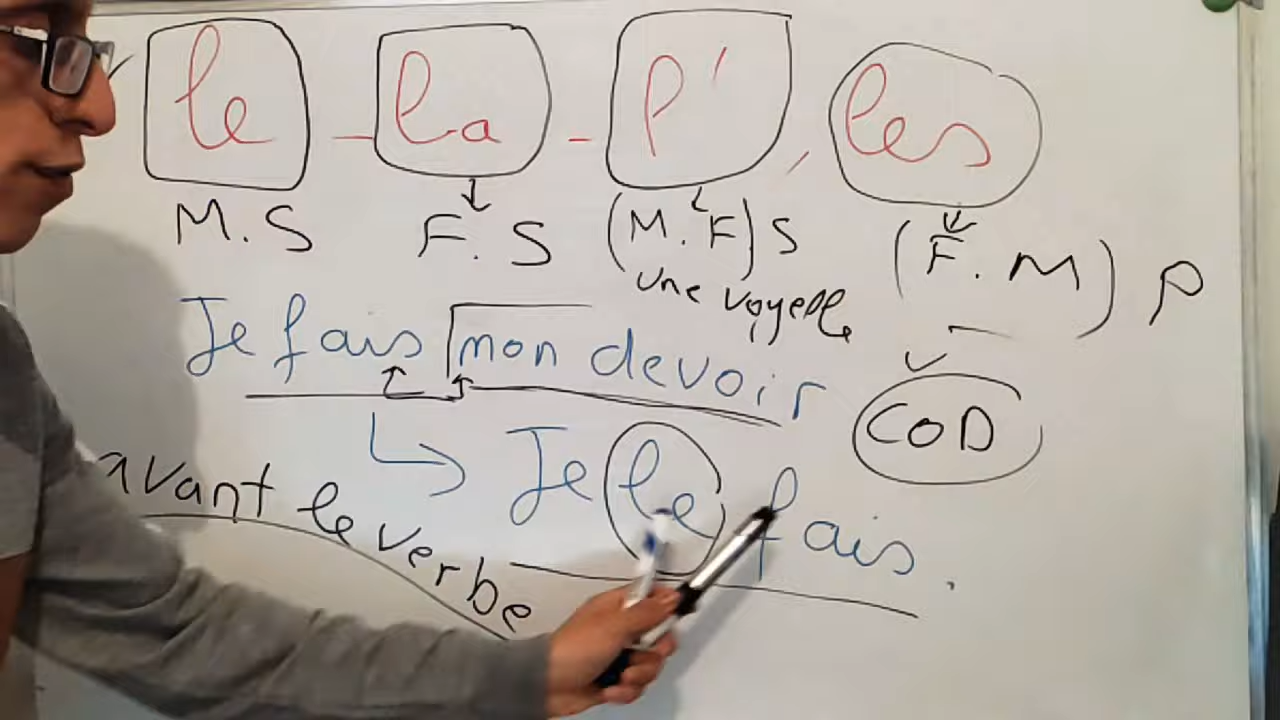 le - la - l' , les
M.S F.S (M.F) S (F.M) P
une voyelle
Je fais mon devoir
COD
Je le fais.
avant le verbe